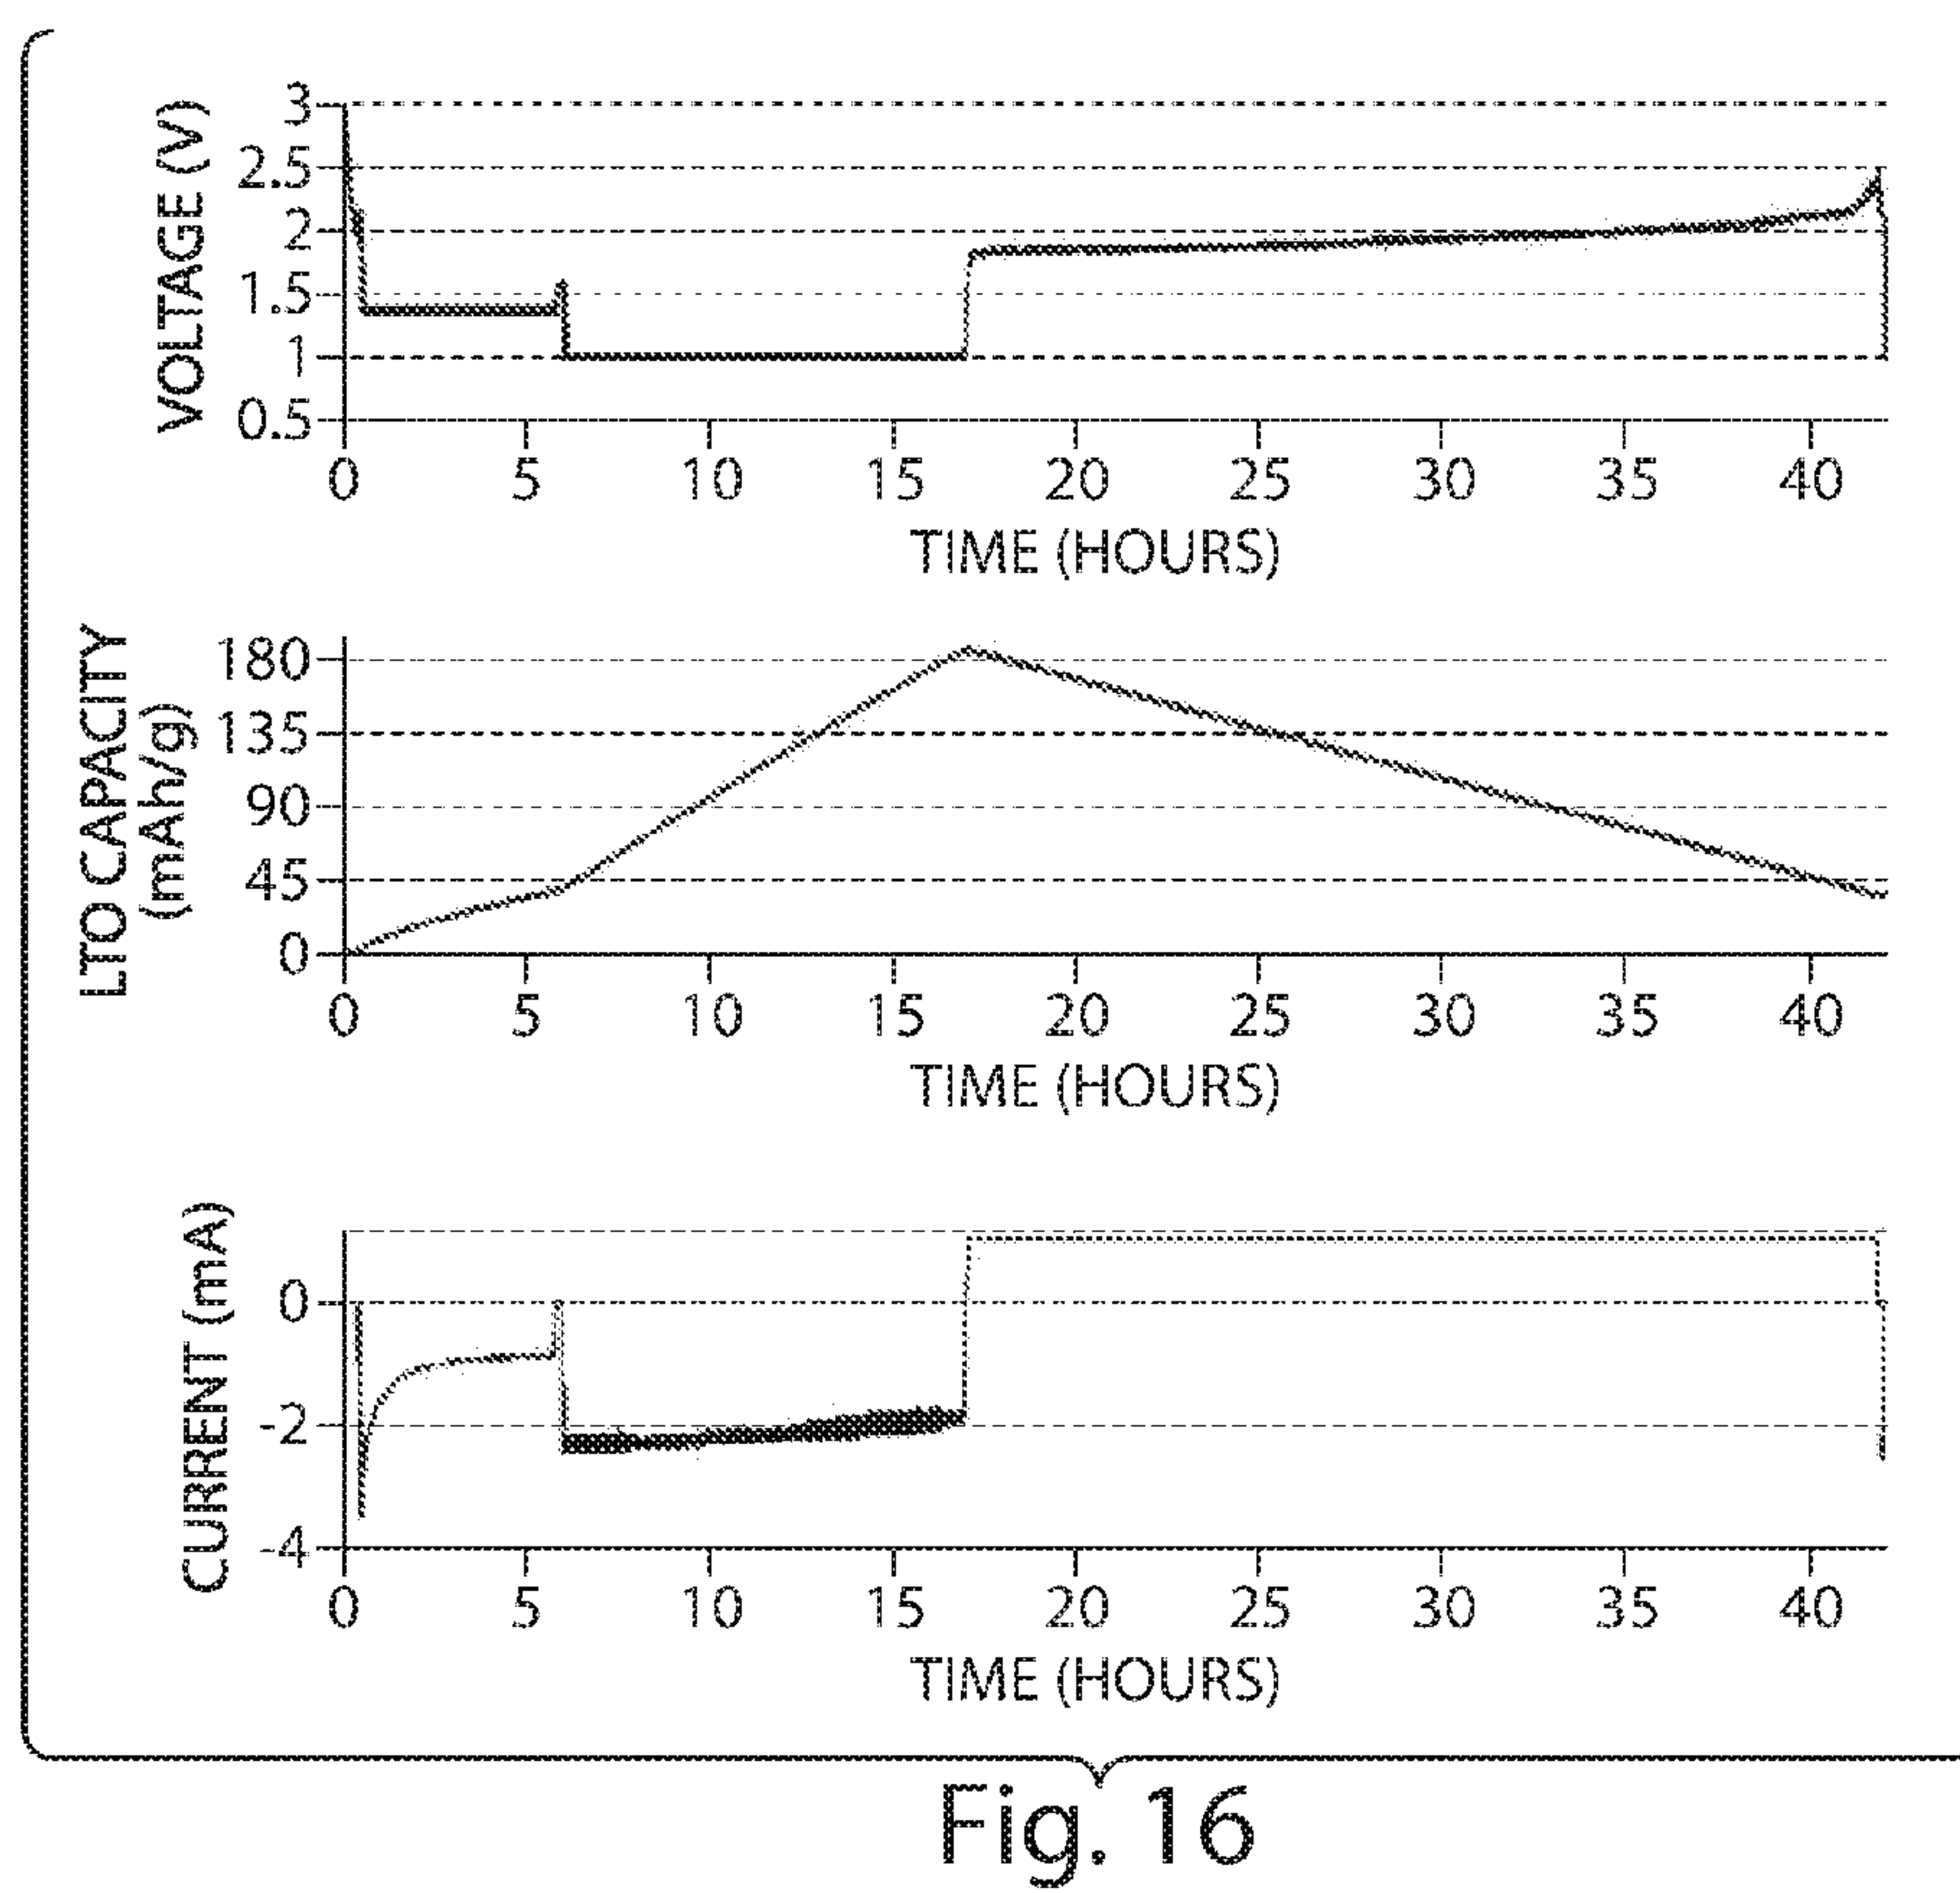 VOLTAGE (V)
3
2.5
2
1.5
1
0.5
0 5 10 15 20 25 30 35 40
TIME (HOURS)
LTO CAPACITY
(mAh/g)
180
135
90
45
0
0 5 10 15 20 25 30 35 40
TIME (HOURS)
CURRENT (mA)
0
-2
-4
0 5 10 15 20 25 30 35 40
TIME (HOURS)
Fig. 16